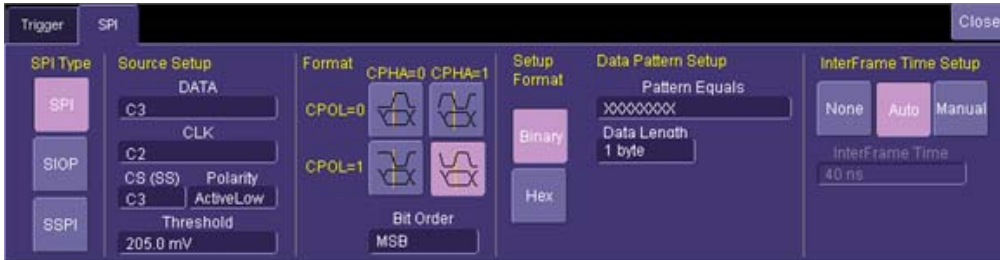 Trigger
SPI
Close
SPI Type
SPI
SIOP
SSPI
Source Setup
DATA
C3
CLK
C2
CS (SS) Polarity
C3 ActiveLow
Threshold
205.0 mV
Format
CPHA=0 CPHA=1
CPOL=0
CPOL=1
Bit Order
MSB
Setup
Format
Binary
Hex
Data Pattern Setup
Pattern Equals
XXXXXXXX
Data Length
1 byte
InterFrame Time Setup
None Auto Manual
InterFrame Time
40 ns